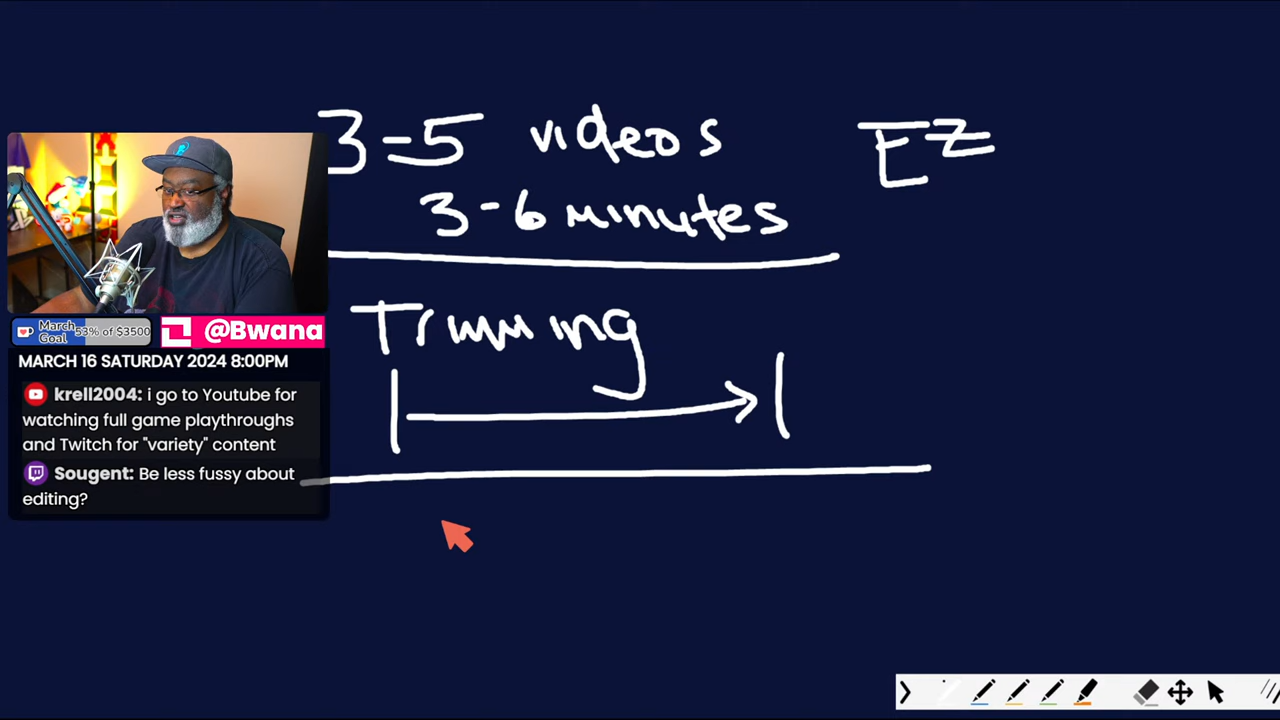 3-5 videos EZ
3-6 minutes
Trimming
March Goal 53% of $3500
@Bwana
MARCH 16 SATURDAY 2024 8:00PM
krell2004: i go to Youtube for
watching full game playthroughs
and Twitch for "variety" content
Sougent: Be less fussy about
editing?